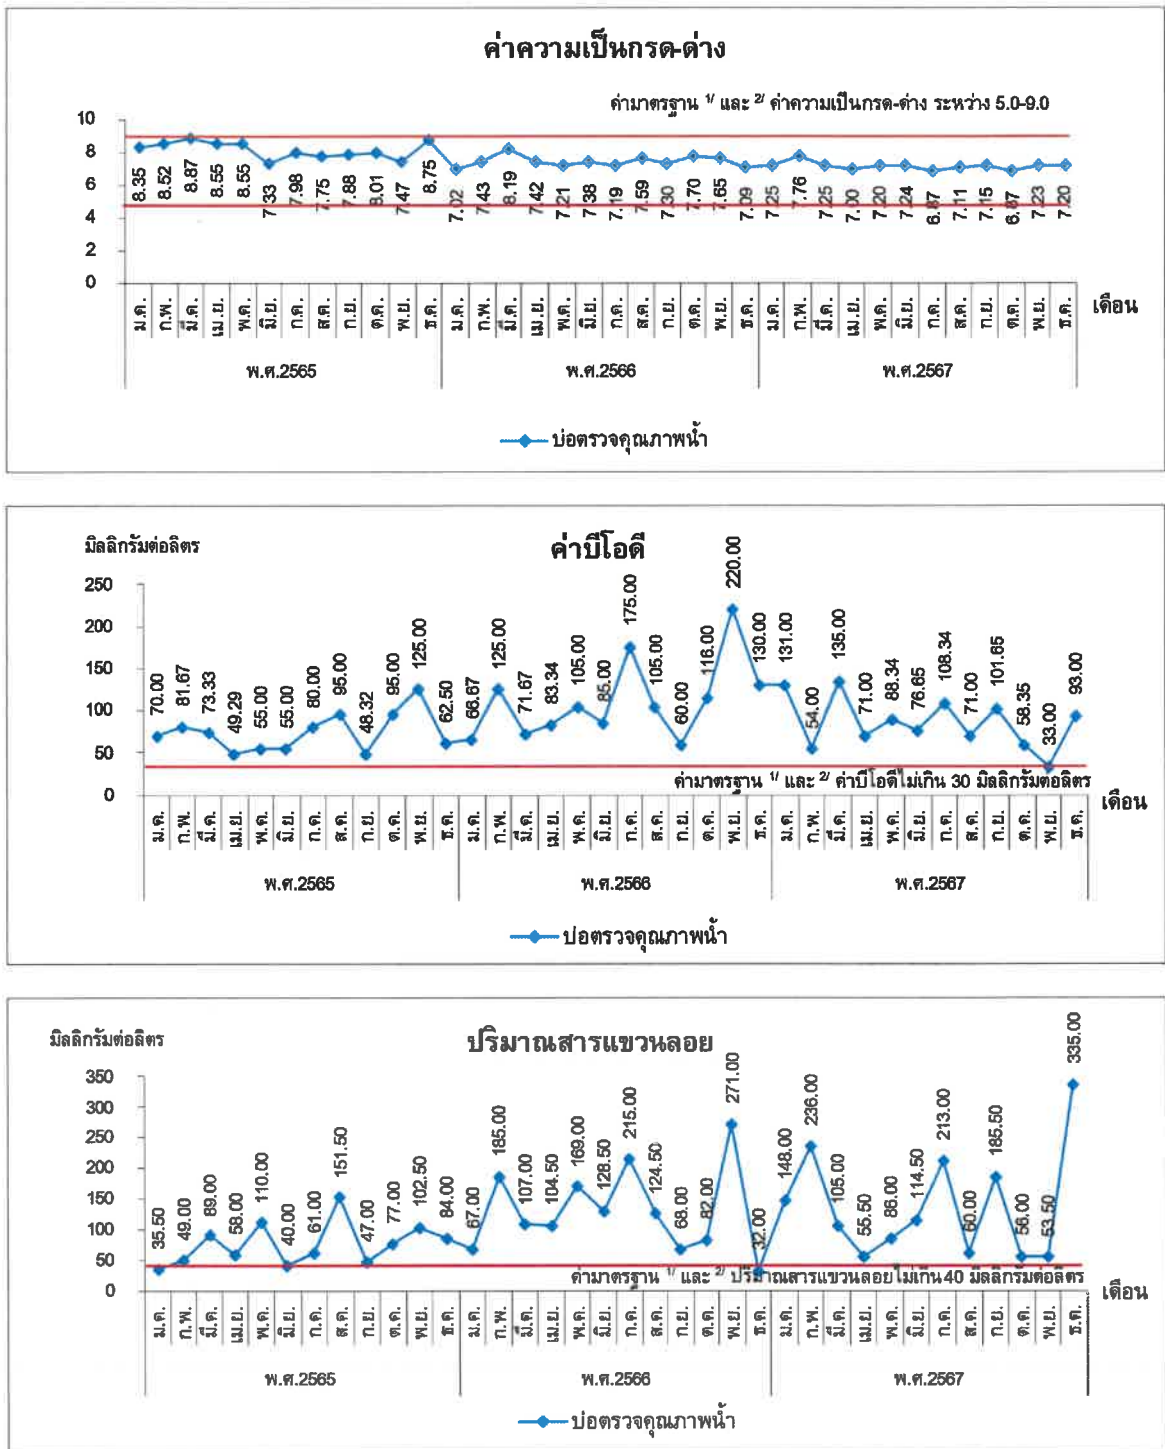 ค่าความเป็นกรด-ด่าง
ค่ามาตรฐาน 1/ และ 2/ ค่าความเป็นกรด-ด่าง ระหว่าง 5.0-9.0
10
8
6
4
2
0
8.35 8.52 8.87 8.55 8.55 7.33 7.98 7.75 7.88 8.01 7.47 8.75 7.02 7.43 8.19 7.42 7.21 7.38 7.19 7.59 7.30 7.70 7.65 7.09 7.25 7.76 7.25 7.00 7.20 7.24 6.87 7.11 7.15 6.87 7.23 7.20
ม.ค. ก.พ. มี.ค. เม.ย. พ.ค. มิ.ย. ก.ค. ส.ค. ก.ย. ต.ค. พ.ย. ธ.ค. ม.ค. ก.พ. มี.ค. เม.ย. พ.ค. มิ.ย. ก.ค. ส.ค. ก.ย. ต.ค. พ.ย. ธ.ค. ม.ค. ก.พ. มี.ค. เม.ย. พ.ค. มิ.ย. ก.ค. ส.ค. ก.ย. ต.ค. พ.ย. ธ.ค.
เดือน
พ.ศ.2565 พ.ศ.2566 พ.ศ.2567
บ่อตรวจคุณภาพน้ำ
มิลลิกรัมต่อลิตร
ค่าบีโอดี
250
200
150
100
50
0
70.00 81.67 73.33 49.29 55.00 55.00 80.00 95.00 48.32 95.00 125.00 62.50 66.67 125.00 71.67 83.34 105.00 85.00 175.00 105.00 60.00 116.00 220.00 130.00 131.00 54.00 135.00 71.00 88.34 76.65 108.34 71.00 101.65 58.35 33.00 93.00
ค่ามาตรฐาน 1/ และ 2/ ค่าบีโอดีไม่เกิน 30 มิลลิกรัมต่อลิตร
เดือน
ม.ค. ก.พ. มี.ค. เม.ย. พ.ค. มิ.ย. ก.ค. ส.ค. ก.ย. ต.ค. พ.ย. ธ.ค. ม.ค. ก.พ. มี.ค. เม.ย. พ.ค. มิ.ย. ก.ค. ส.ค. ก.ย. ต.ค. พ.ย. ธ.ค. ม.ค. ก.พ. มี.ค. เม.ย. พ.ค. มิ.ย. ก.ค. ส.ค. ก.ย. ต.ค. พ.ย. ธ.ค.
พ.ศ.2565 พ.ศ.2566 พ.ศ.2567
บ่อตรวจคุณภาพน้ำ
มิลลิกรัมต่อลิตร
ปริมาณสารแขวนลอย
350
300
250
200
150
100
50
0
35.50 49.00 89.00 58.00 110.00 40.00 61.00 151.50 47.00 77.00 102.50 84.00 67.00 185.00 107.00 104.50 169.00 128.50 215.00 124.50 68.00 82.00 271.00 32.00 148.00 236.00 105.00 55.50 86.00 114.50 213.00 60.00 185.50 56.00 53.50 335.00
ค่ามาตรฐาน 1/ และ 2/ ปริมาณสารแขวนลอยไม่เกิน 40 มิลลิกรัมต่อลิตร
เดือน
ม.ค. ก.พ. มี.ค. เม.ย. พ.ค. มิ.ย. ก.ค. ส.ค. ก.ย. ต.ค. พ.ย. ธ.ค. ม.ค. ก.พ. มี.ค. เม.ย. พ.ค. มิ.ย. ก.ค. ส.ค. ก.ย. ต.ค. พ.ย. ธ.ค. ม.ค. ก.พ. มี.ค. เม.ย. พ.ค. มิ.ย. ก.ค. ส.ค. ก.ย. ต.ค. พ.ย. ธ.ค.
พ.ศ.2565 พ.ศ.2566 พ.ศ.2567
บ่อตรวจคุณภาพน้ำ